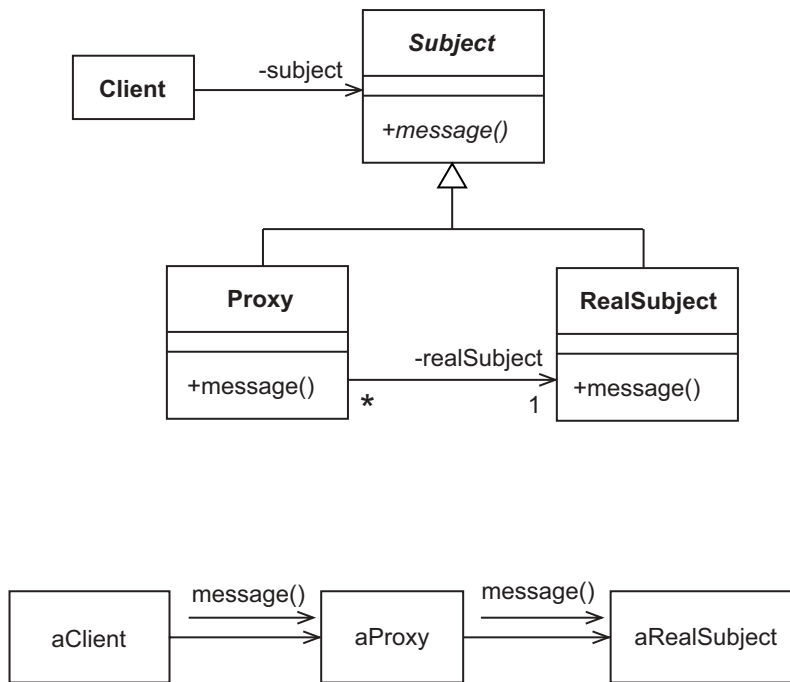 Subject
Client
-subject
+message()
Proxy
RealSubject
-realSubject
+message()
+message()
*
1
message()
message()
aClient
aProxy
aRealSubject